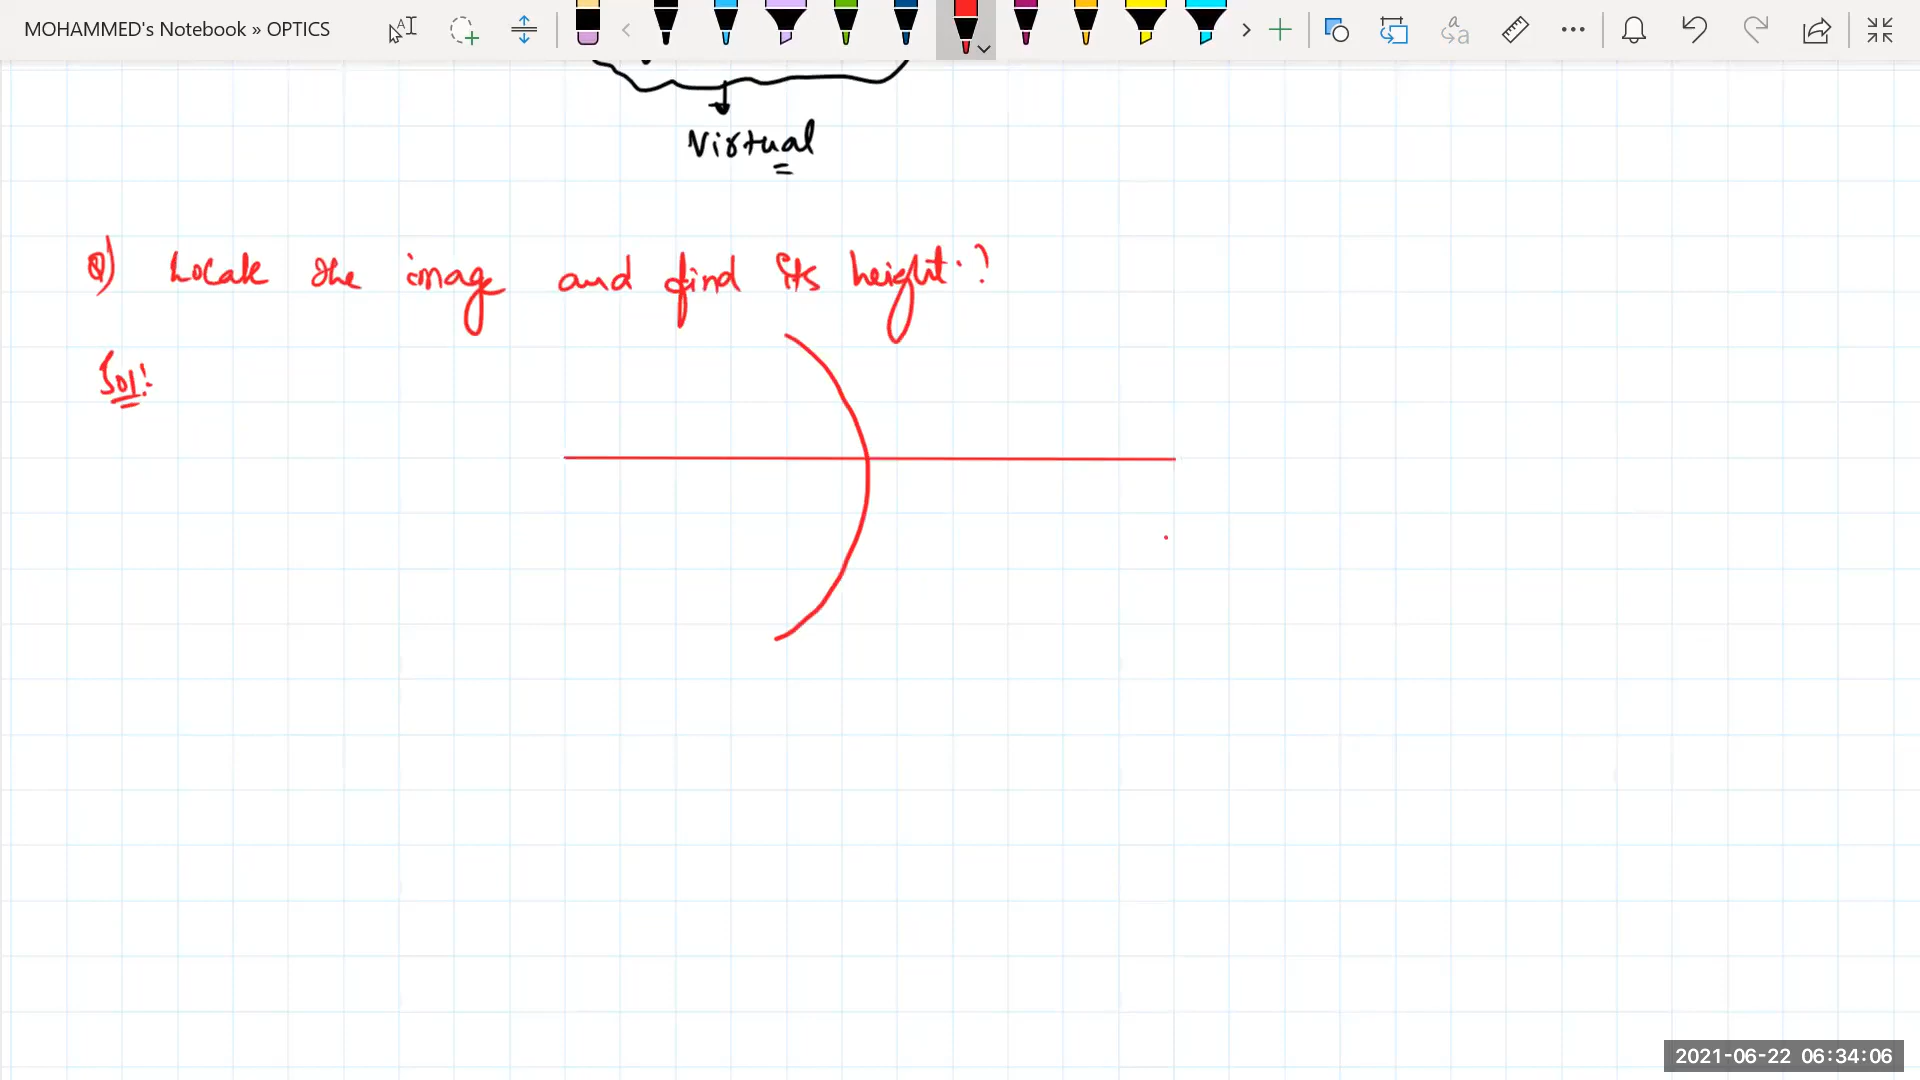 MOHAMMED's Notebook » OPTICS
Virtual
Q) Locate the image and find its height.?
Sol:
2021-06-22 06:34:06